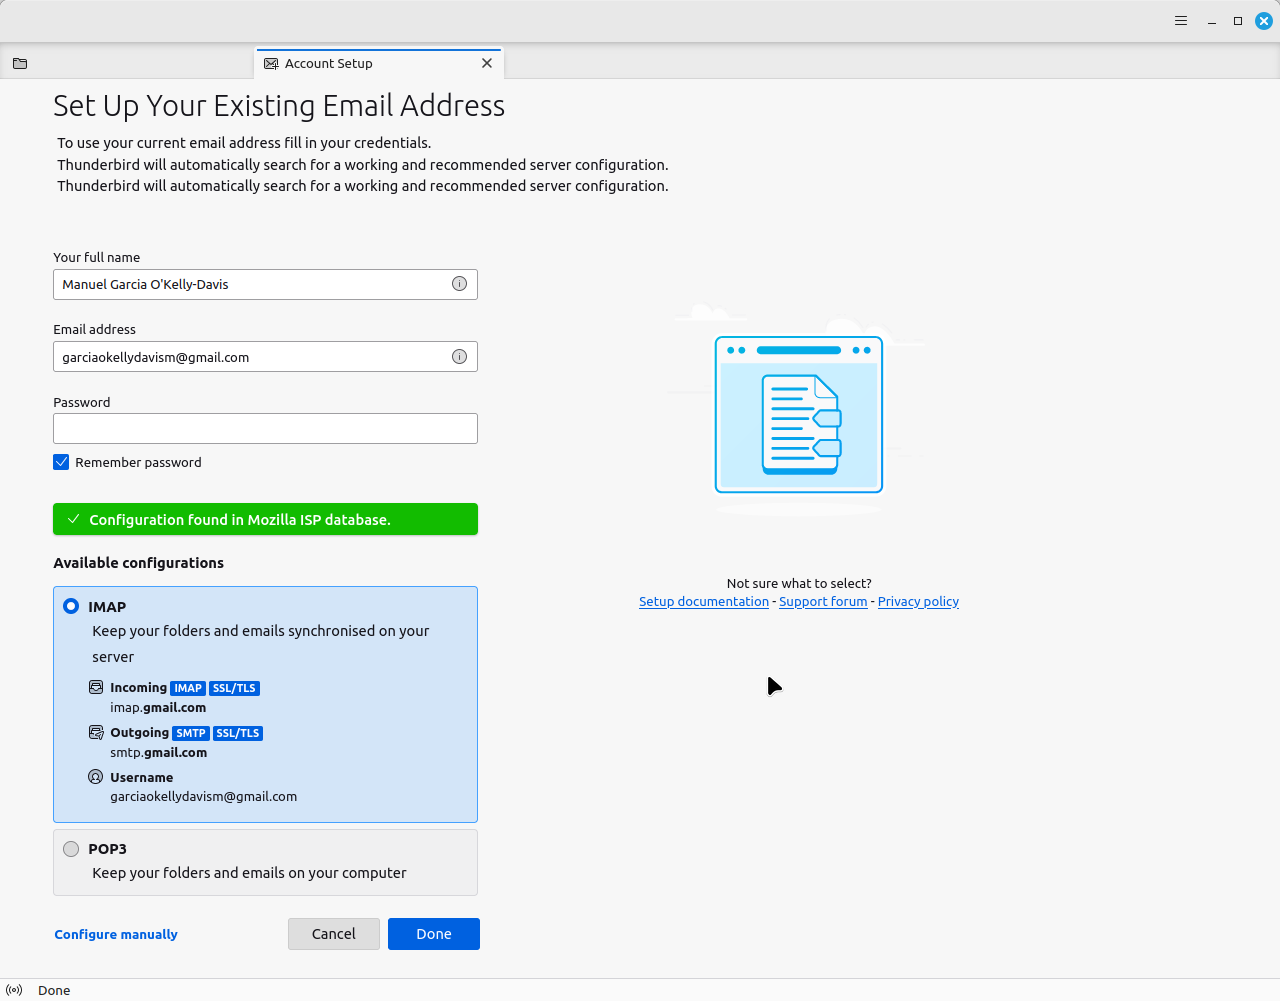 Account Setup
Set Up Your Existing Email Address
To use your current email address fill in your credentials.
Thunderbird will automatically search for a working and recommended server configuration.
Thunderbird will automatically search for a working and recommended server configuration.
Your full name
Manuel Garcia O'Kelly-Davis
Email address
garciaokellydavism@gmail.com
Password
Remember password
Configuration found in Mozilla ISP database.
Available configurations
IMAP
Keep your folders and emails synchronised on your
server
Incoming IMAP SSL/TLS
imap.gmail.com
Outgoing SMTP SSL/TLS
smtp.gmail.com
Username
garciaokellydavism@gmail.com
POP3
Keep your folders and emails on your computer
Configure manually Cancel Done
Not sure what to select?
Setup documentation - Support forum - Privacy policy
Done